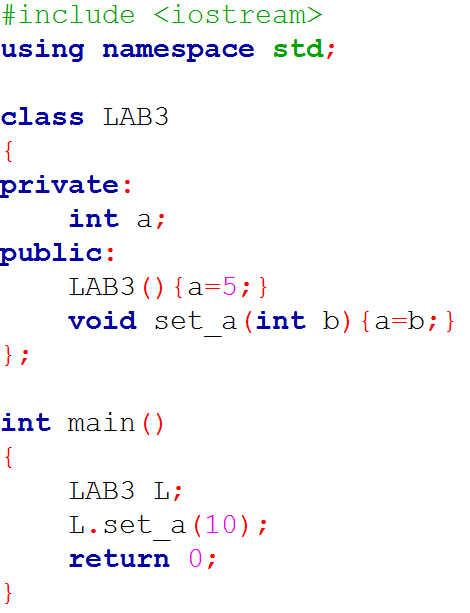 #include <iostream>
using namespace std;
class LAB3
{
private:
    int a;
public:
    LAB3(){a=5;}
    void set_a(int b){a=b;}
};
int main()
{
    LAB3 L;
    L.set_a(10);
    return 0;
}